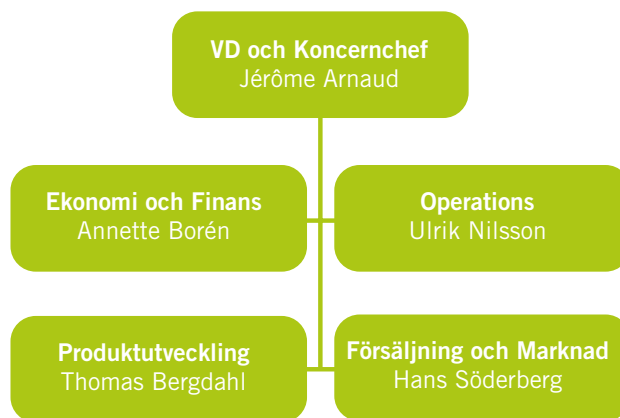 VD och Koncernchef
Jérôme Arnaud
Ekonomi och Finans
Annette Borén
Operations
Ulrik Nilsson
Produktutveckling
Thomas Bergdahl
Försäljning och Marknad
Hans Söderberg